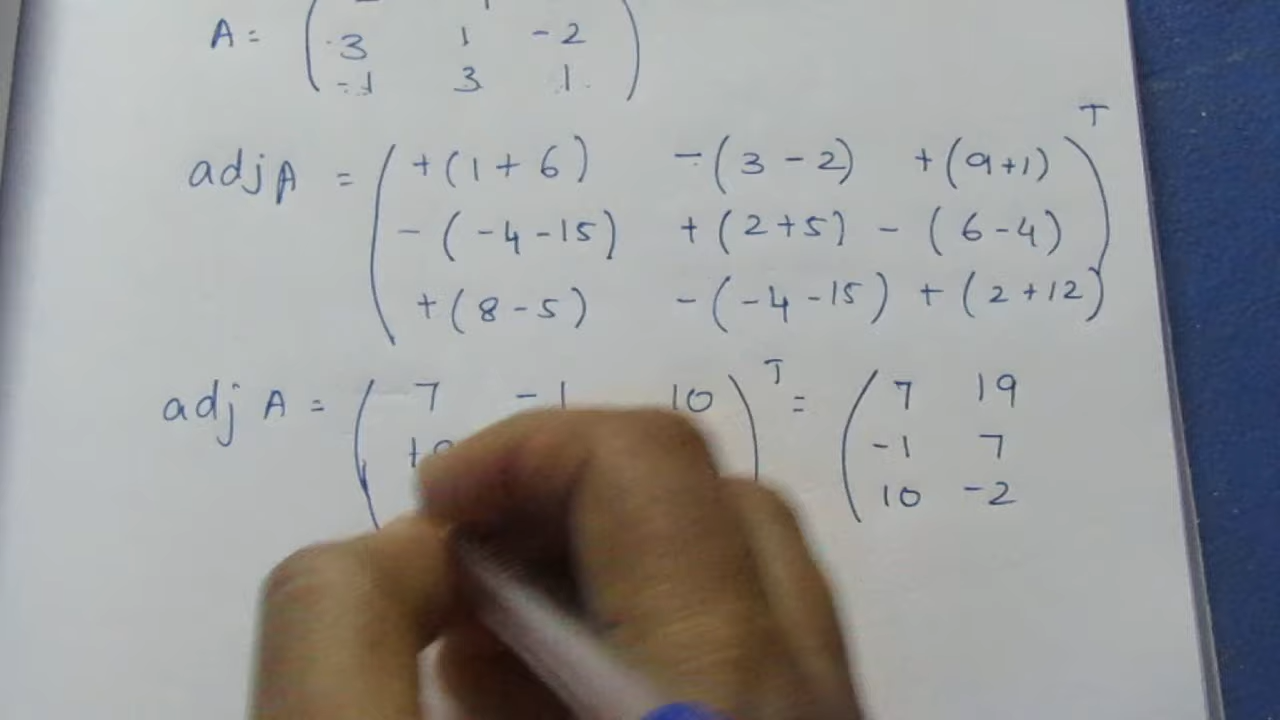 A = 3 1 -2
-1 3 1
adj A = ( +(1+6) -(3-2) +(9+1) )T
-(-4-15) +(2+5) -(6-4)
+(8-5) -(-4-15) +(2+12)
adj A = ( 7 -1 10 )T = ( 7 19
-1 7
10 -2